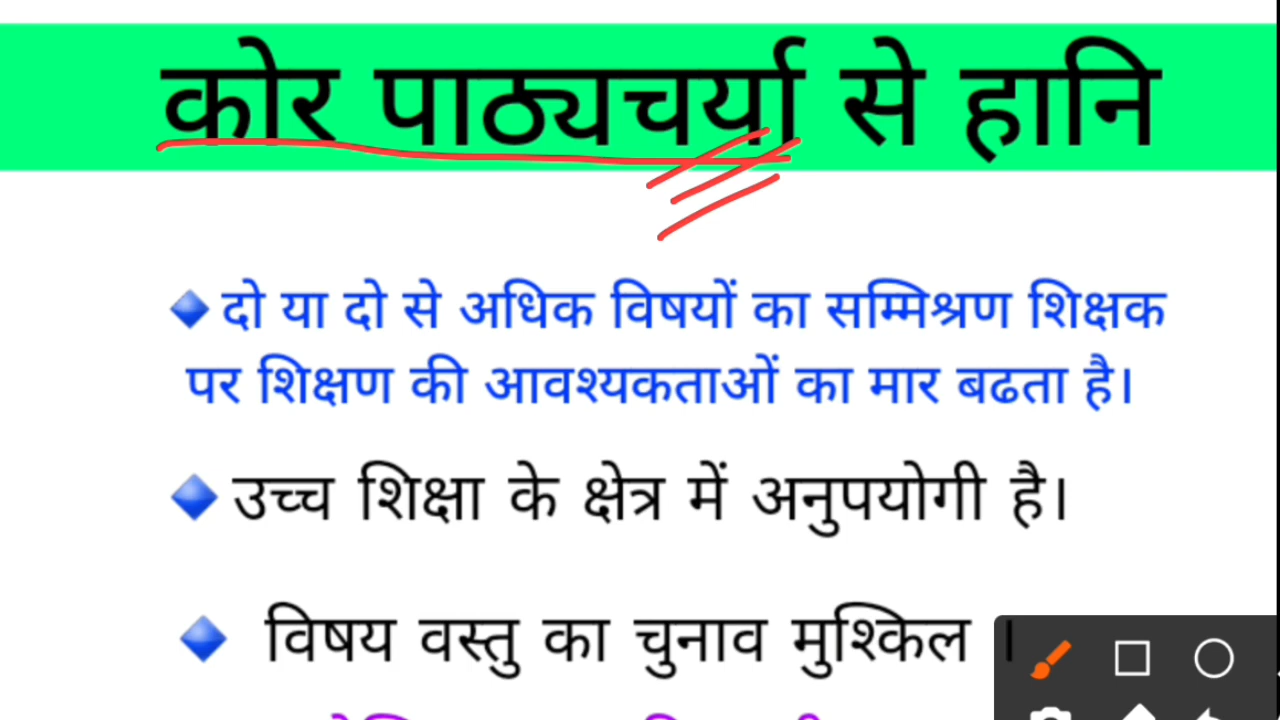 कोर पाठ्यचर्या से हानि
दो या दो से अधिक विषयों का सम्मिश्रण शिक्षक
पर शिक्षण की आवश्यकताओं का मार बढता है।
उच्च शिक्षा के क्षेत्र में अनुपयोगी है।
विषय वस्तु का चुनाव मुश्किल ।